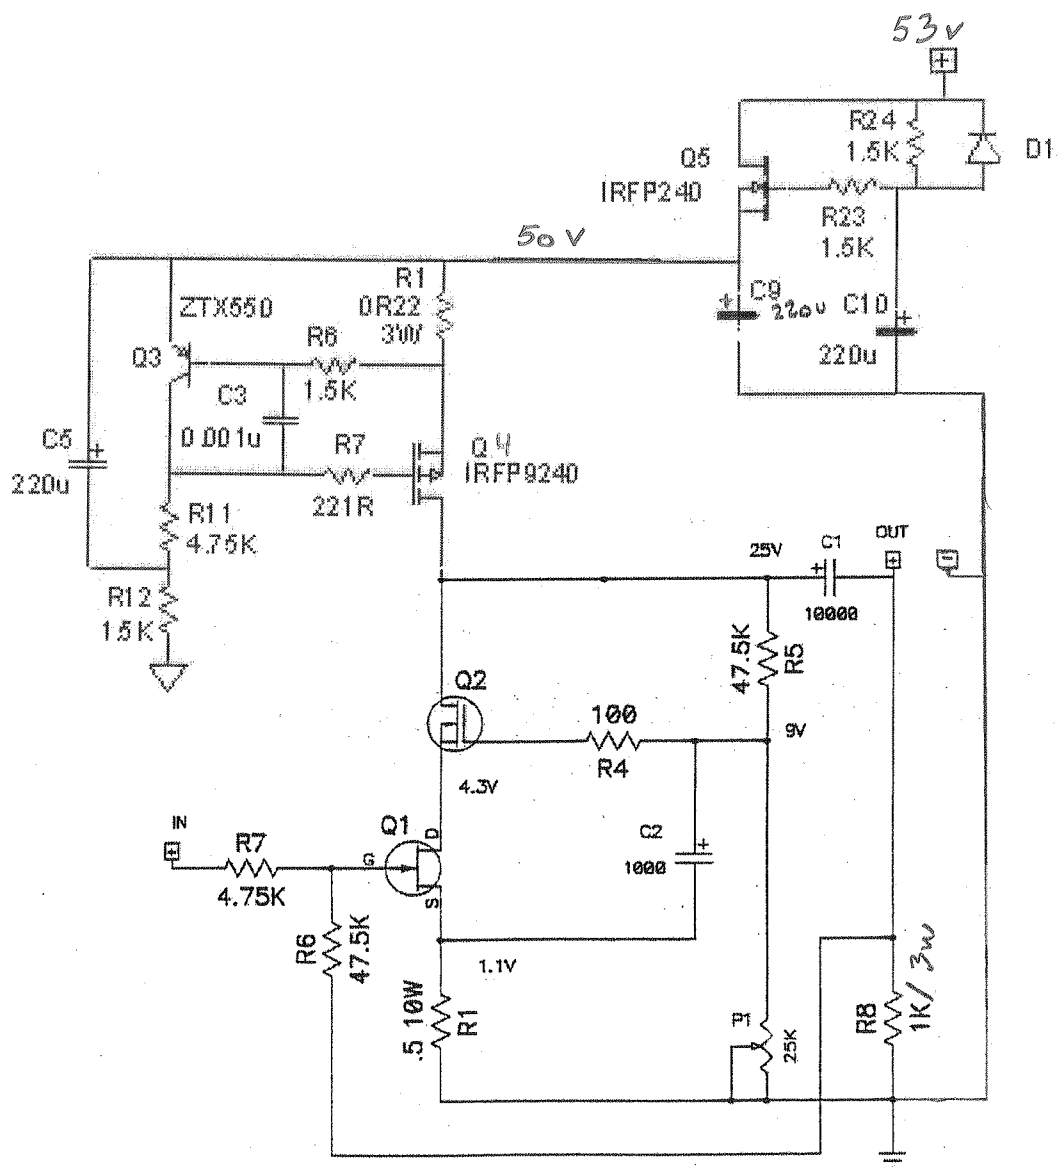 53v
+
R24
1.5K
D1
Q5
IRFP240
R23
1.5K
50 V
R1
0R22
3W
ZTX550
+
C9
220u
C10
+
220u
Q3
R6
1.5K
C3
0.001u
C5
+
220u
R7
221R
Q4
IRFP9240
R11
4.75K
R12
1.5K
25V
C1
+
10000
OUT
+
-
47.5K
R5
Q2
100
R4
9V
4.3V
IN
+
R7
4.75K
Q1
G
D
S
C2
+
1000
R6
47.5K
1.1V
.5 10W
R1
P1
25K
R8
1K/3w